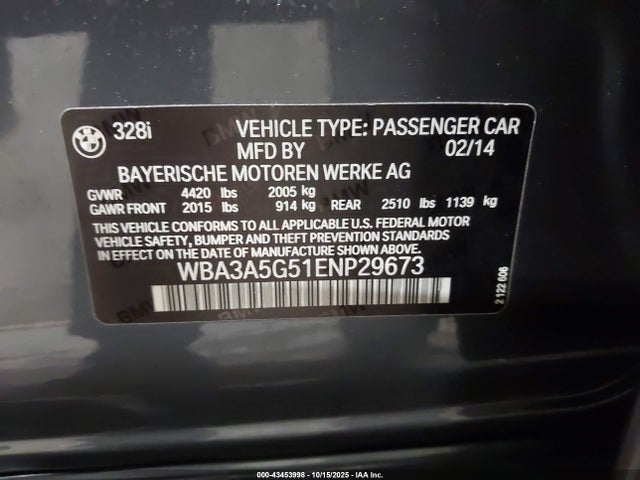 BMW
328i VEHICLE TYPE: PASSENGER CAR
MFD BY 02/14
BAYERISCHE MOTOREN WERKE AG
GVWR 4420 lbs 2005 kg
GAWR FRONT 2015 lbs 914 kg REAR 2510 lbs 1139 kg
THIS VEHICLE CONFORMS TO ALL APPLICABLE U.S. FEDERAL MOTOR
VEHICLE SAFETY, BUMPER AND THEFT PREVENTION STANDARDS
IN EFFECT ON THE DATE OF MANUFACTURE SHOWN ABOVE.
WBA3A5G51ENP29673
2 122 606
000-43453998 - 10/15/2025 - IAA Inc.